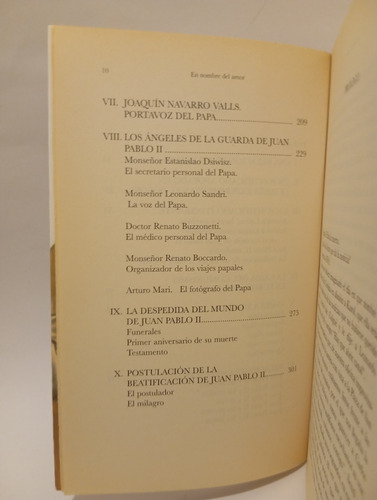 10
En nombre del amor
VII. JOAQUÍN NAVARRO VALLS.
PORTAVOZ DEL PAPA.................... 209
VIII. LOS ÁNGELES DE LA GUARDA DE JUAN
PABLO II .................................. 229
Monseñor Estanislao Dsiwisz.
El secretario personal del Papa.
Monseñor Leonardo Sandri.
La voz del Papa.
Doctor Renato Buzzonetti.
El médico personal del Papa.
Monseñor Renato Boccardo.
Organizador de los viajes papales
Arturo Mari. El fotógrafo del Papa
IX. LA DESPEDIDA DEL MUNDO
DE JUAN PABLO II......................... 275
Funerales
Primer aniversario de su muerte
Testamento
X. POSTULACIÓN DE LA
BEATIFICACIÓN DE JUAN PABLO II........ 301
El postulador
El milagro